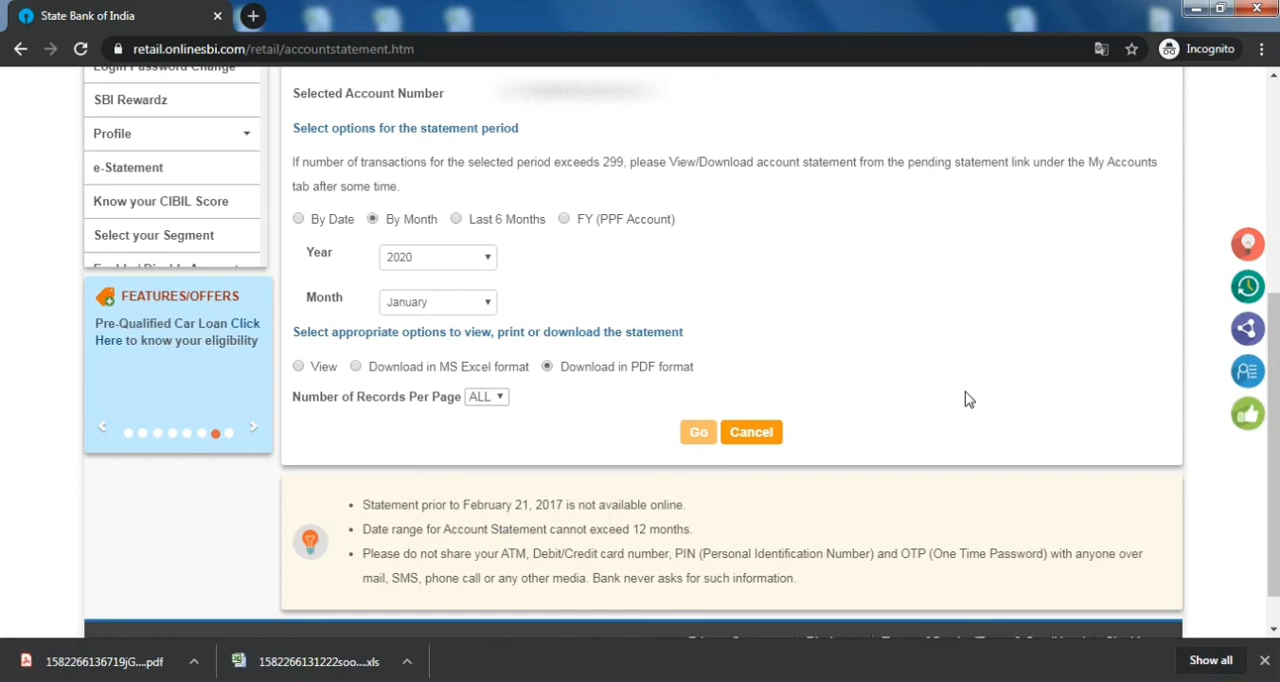 State Bank of India
retail.onlinesbi.com/retail/accountstatement.htm
Incognito
Login Password Change
SBI Rewardz
Profile
e-Statement
Know your CIBIL Score
Select your Segment
FEATURES/OFFERS
Pre-Qualified Car Loan Click
Here to know your eligibility
Selected Account Number
Select options for the statement period
If number of transactions for the selected period exceeds 299, please View/Download account statement from the pending statement link under the My Accounts
tab after some time.
By Date By Month Last 6 Months FY (PPF Account)
Year 2020
Month January
Select appropriate options to view, print or download the statement
View Download in MS Excel format Download in PDF format
Number of Records Per Page ALL
Go Cancel
Statement prior to February 21, 2017 is not available online.
Date range for Account Statement cannot exceed 12 months.
Please do not share your ATM, Debit/Credit card number, PIN (Personal Identification Number) and OTP (One Time Password) with anyone over
mail, SMS, phone call or any other media. Bank never asks for such information.
1582266136719jG....pdf
1582266131222soo....xls
Show all